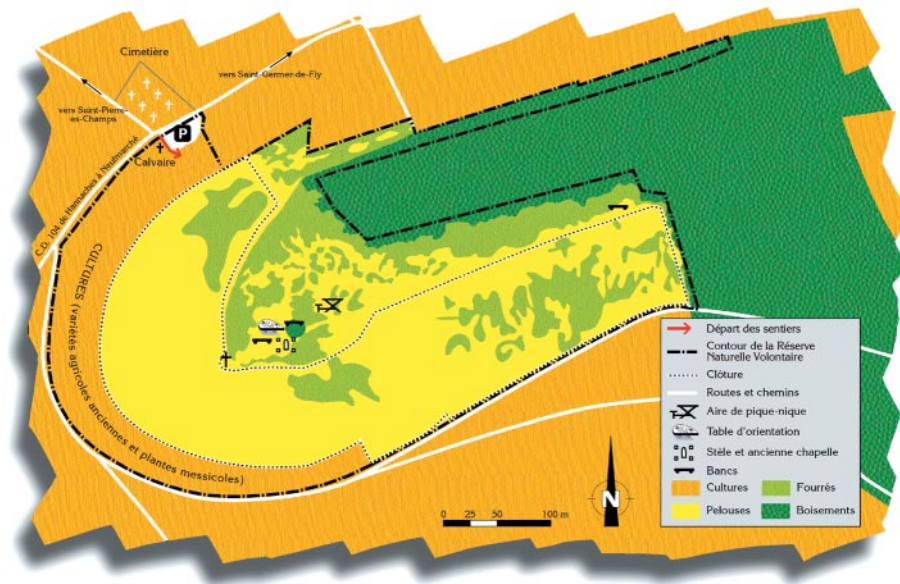 Cimetière
vers Saint-Germer-de-Fly
vers Saint-Pierre-
es-Champs
P
Calvaire
C.D. 104 de Hannaches à Neufmarché
CULTURES (variétés agricoles anciennes et plantes messicoles)
Départ des sentiers
Contour de la Réserve
Naturelle Volontaire
Clôture
Routes et chemins
Aire de pique-nique
Table d'orientation
Stèle et ancienne chapelle
Bancs
Cultures
Fourrés
Pelouses
Boisements
0 25 50 100 m
N